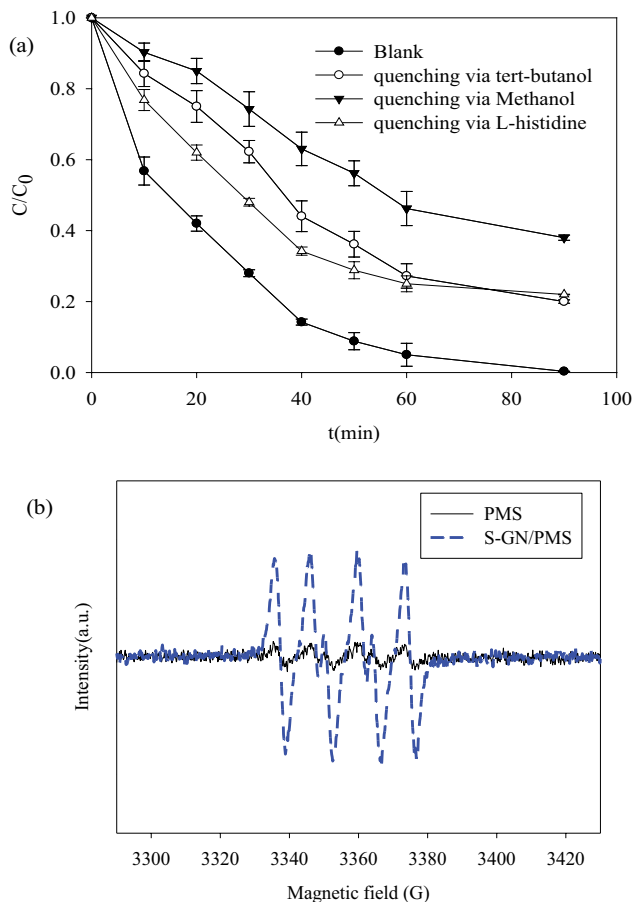 (a)
1.0
0.8
0.6
0.4
0.2
0.0
C/C0
0
20
40
60
80
100
t(min)
Blank
quenching via tert-butanol
quenching via Methanol
quenching via L-histidine
(b)
PMS
S-GN/PMS
Intensity(a.u.)
3300
3320
3340
3360
3380
3400
3420
Magnetic field (G)